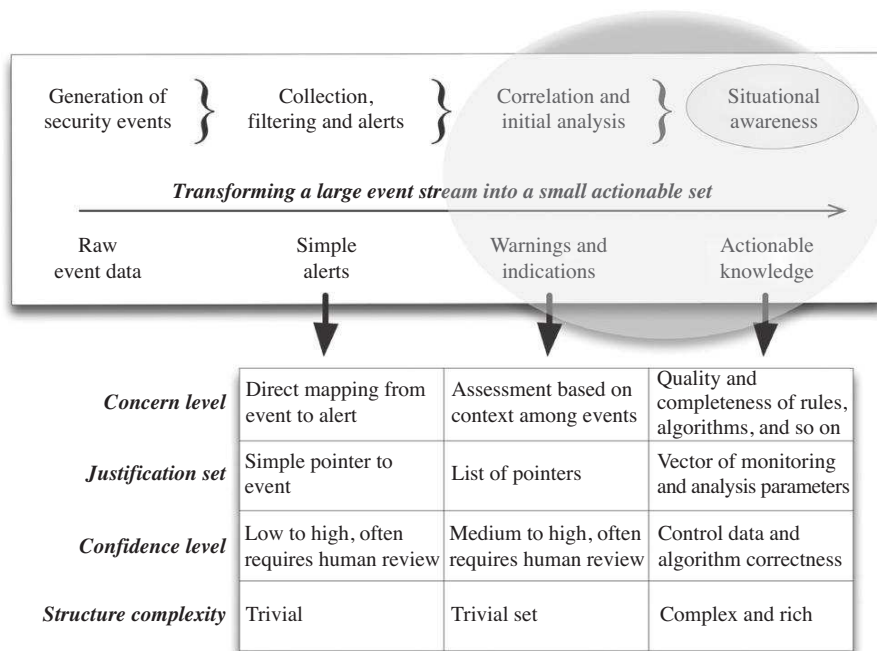 Generation of
security events
Collection,
filtering and alerts
Correlation and
initial analysis
Situational
awareness
Transforming a large event stream into a small actionable set
Raw
event data
Simple
alerts
Warnings and
indications
Actionable
knowledge
Concern level
Direct mapping from
event to alert
Assessment based on
context among events
Quality and
completeness of rules,
algorithms, and so on
Justification set
Simple pointer to
event
List of pointers
Vector of monitoring
and analysis parameters
Confidence level
Low to high, often
requires human review
Medium to high, often
requires human review
Control data and
algorithm correctness
Structure complexity
Trivial
Trivial set
Complex and rich